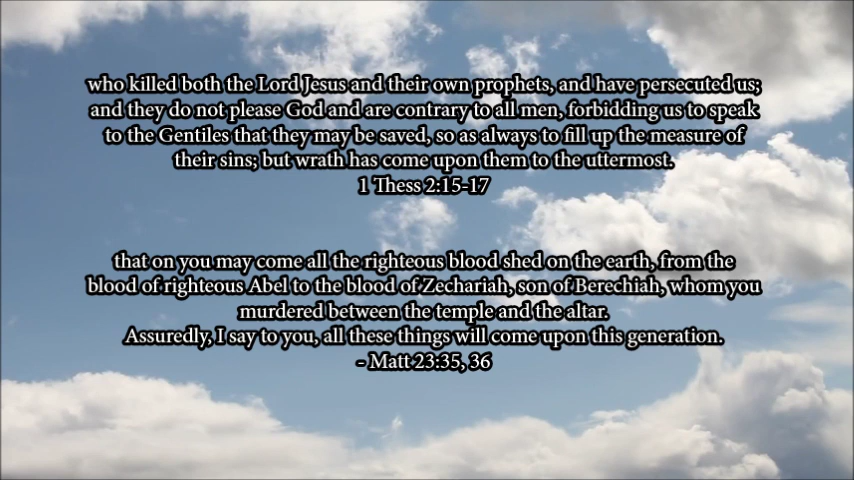 who killed both the Lord Jesus and their own prophets, and have persecuted us;
and they do not please God and are contrary to all men, forbidding us to speak
to the Gentiles that they may be saved, so as always to fill up the measure of
their sins; but wrath has come upon them to the uttermost.
1 Thess 2:15-17
that on you may come all the righteous blood shed on the earth, from the
blood of righteous Abel to the blood of Zechariah, son of Berechiah, whom you
murdered between the temple and the altar.
Assuredly, I say to you, all these things will come upon this generation.
- Matt 23:35, 36